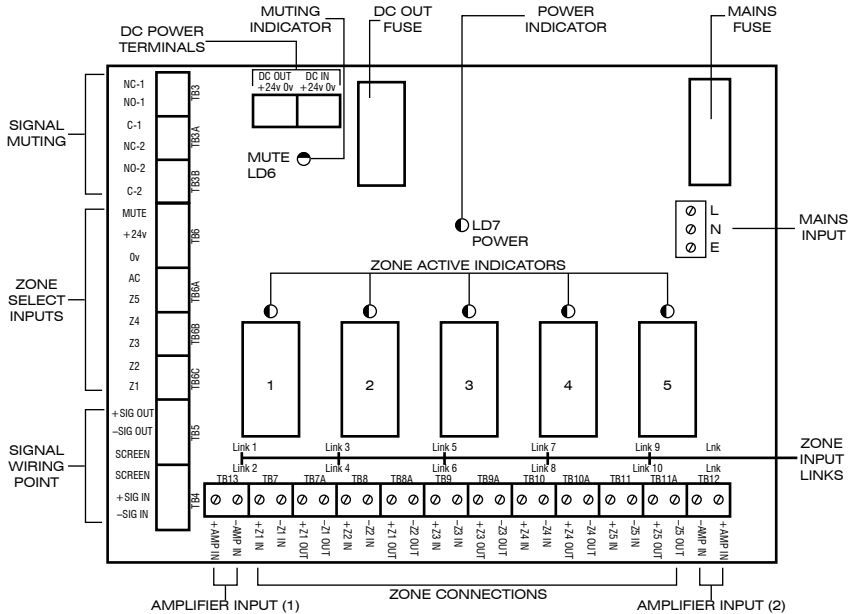 DC POWER
TERMINALS
MUTING
INDICATOR
DC OUT
FUSE
POWER
INDICATOR
MAINS
FUSE
DC OUT DC IN
+24v 0v +24v 0v
SIGNAL
MUTING
NC-1
NO-1
TB3
C-1
NC-2
TB3A
NO-2
C-2
TB3B
MUTE
LD6
LD7
POWER
L
N
E
MAINS
INPUT
ZONE
SELECT
INPUTS
MUTE
+24v
0v
TB6
AC
Z5
TB6A
Z4
Z3
TB6B
Z2
Z1
TB6C
ZONE ACTIVE INDICATORS
1 2 3 4 5
SIGNAL
WIRING
POINT
+SIG OUT
–SIG OUT
SCREEN
TB5
SCREEN
+SIG IN
–SIG IN
TB4
Link 1 Link 3 Link 5 Link 7 Link 9 Lnk
Link 2 Link 4 Link 6 Link 8 Link 10 Lnk
ZONE
INPUT
LINKS
TB13 TB7 TB7A TB8 TB8A TB9 TB9A TB10 TB10A TB11 TB11A TB12
+AMP IN
–AMP IN
+Z1 IN
–Z1 IN
+Z1 OUT
–Z1 OUT
+Z2 IN
–Z2 IN
+Z1 OUT
–Z2 OUT
+Z3 IN
–Z3 IN
+Z3 OUT
–Z3 OUT
+Z4 IN
–Z4 IN
+Z4 OUT
–Z4 OUT
+Z5 IN
–Z5 IN
+Z5 OUT
–Z5 OUT
–AMP IN
+AMP IN
AMPLIFIER INPUT (1)
ZONE CONNECTIONS
AMPLIFIER INPUT (2)